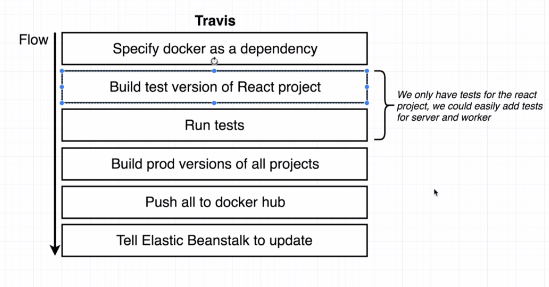 Travis
Flow
Specify docker as a dependency
Build test version of React project
Run tests
We only have tests for the react
project, we could easily add tests
for server and worker
Build prod versions of all projects
Push all to docker hub
Tell Elastic Beanstalk to update